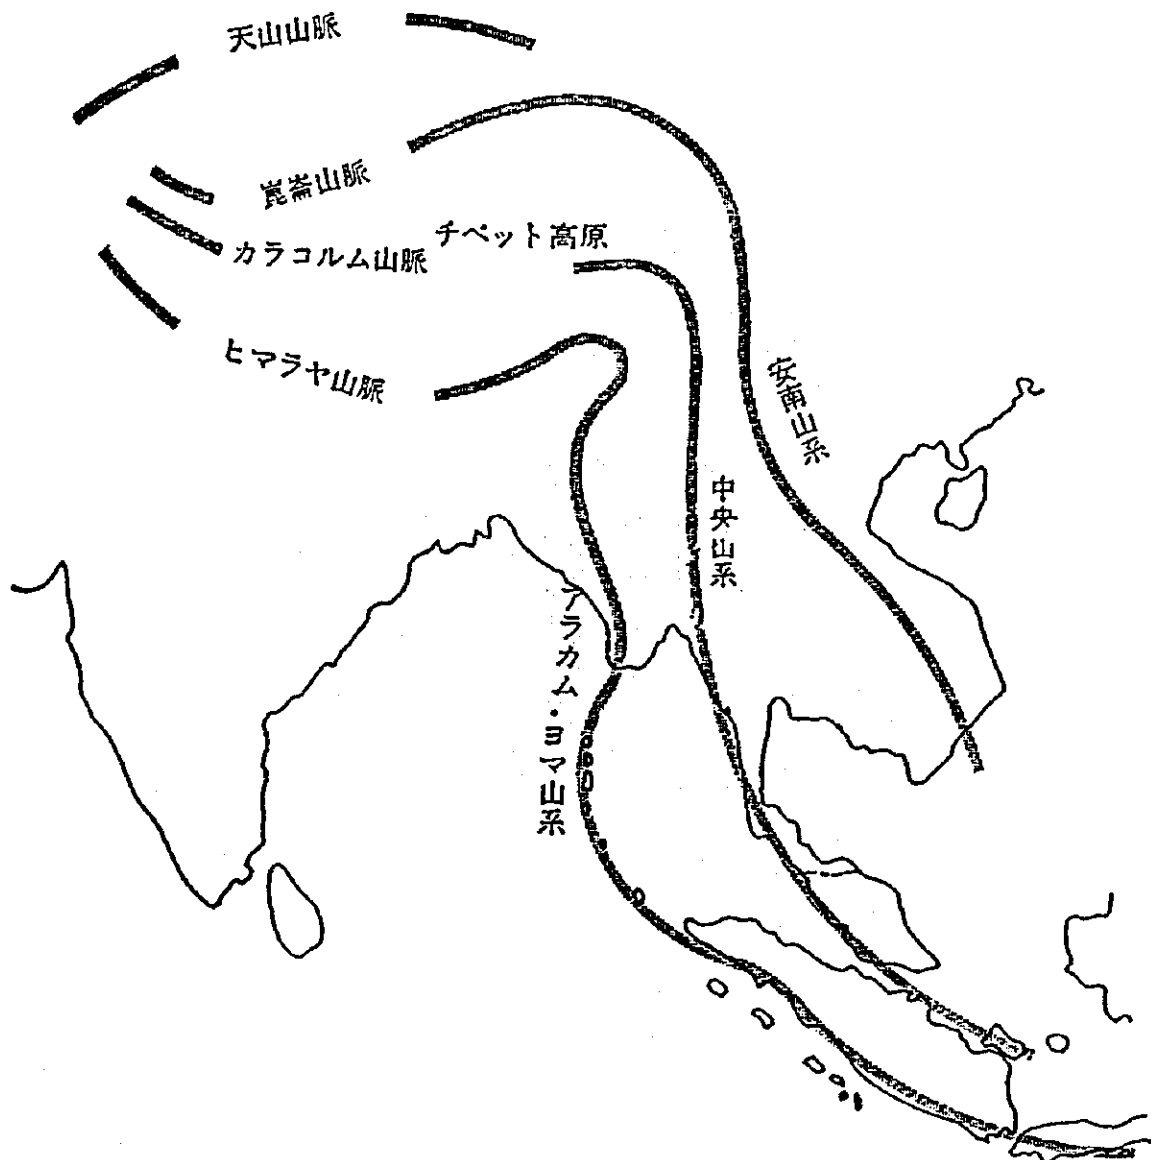 天山山脈
崑崙山脈
チベット高原
カラコルム山脈
ヒマラヤ山脈
安南山系
中央山系
アラカム・ヨマ山系